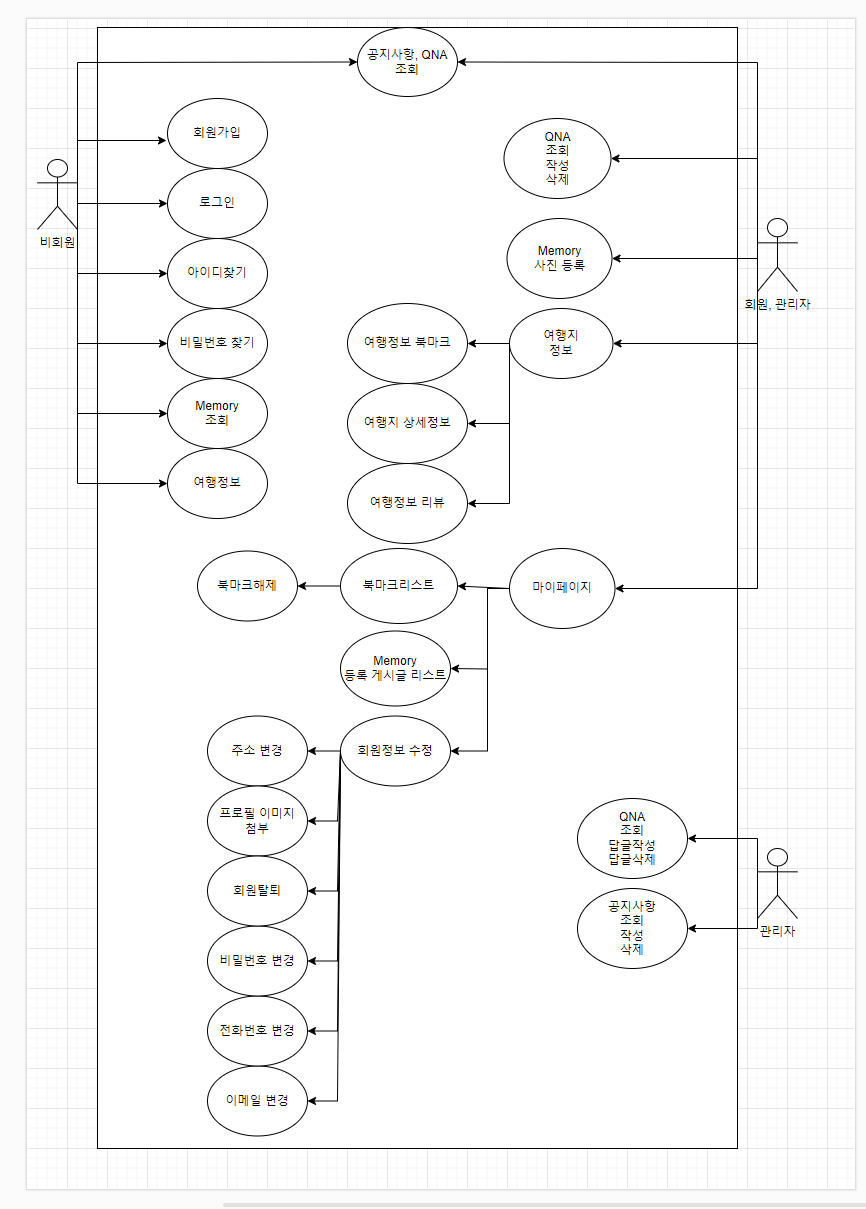 공지사항, QNA
조회
회원가입
QNA
조회
작성
삭제
로그인
비회원
Memory
사진 등록
아이디찾기
회원, 관리자
비밀번호 찾기
여행정보 북마크
여행지
정보
Memory
조회
여행지 상세정보
여행정보
여행정보 리뷰
북마크해제
북마크리스트
마이페이지
Memory
등록 게시글 리스트
주소 변경
회원정보 수정
프로필 이미지
첨부
QNA
조회
답글작성
답글삭제
회원탈퇴
공지사항
조회
작성
삭제
관리자
비밀번호 변경
전화번호 변경
이메일 변경